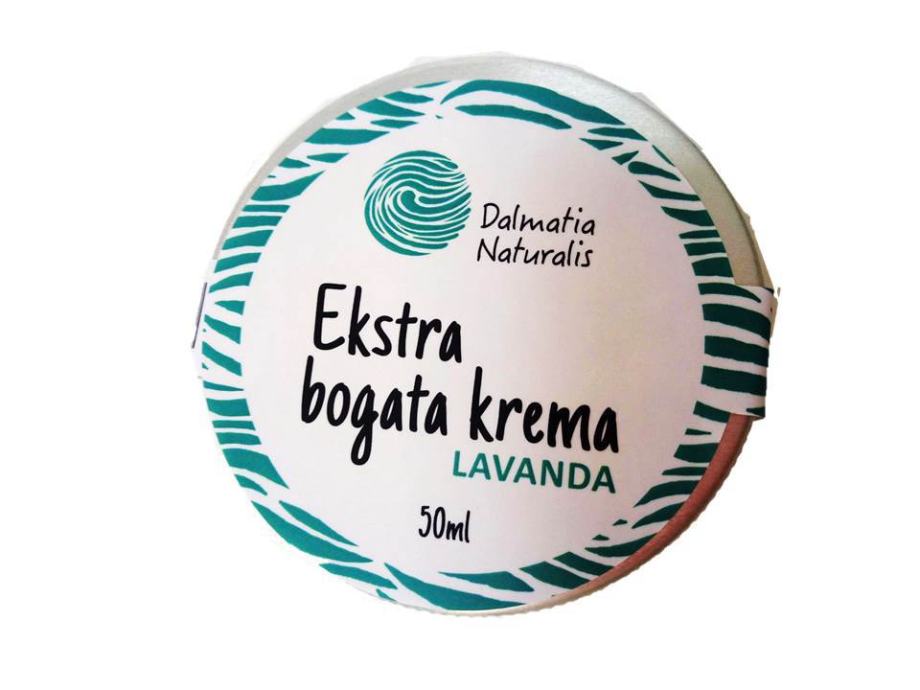 Dalmatia
Naturalis
Ekstra
bogata krema
LAVANDA
50ml